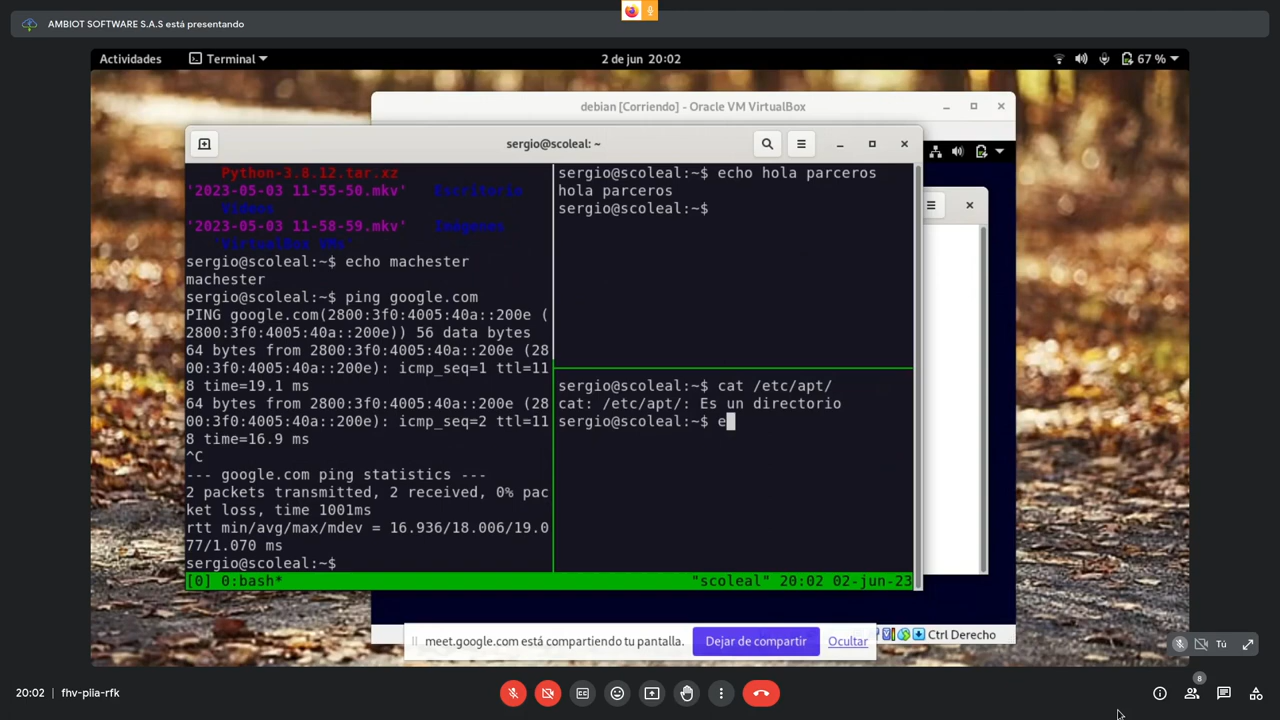 AMBIOT SOFTWARE S.A.S está presentando
Actividades
Terminal
2 de jun 20:02
67 %
debian [Corriendo] - Oracle VM VirtualBox
sergio@scoleal: ~
Python-3.8.12.tar.xz
'2023-05-03 11-55-50.mkv' Escritorio
Vídeos
'2023-05-03 11-58-59.mkv' Imágenes
'VirtualBox VMs'
sergio@scoleal:~$ echo machester
machester
sergio@scoleal:~$ ping google.com
PING google.com(2800:3f0:4005:40a::200e (
2800:3f0:4005:40a::200e)) 56 data bytes
64 bytes from 2800:3f0:4005:40a::200e (28
00:3f0:4005:40a::200e): icmp_seq=1 ttl=11
8 time=19.1 ms
64 bytes from 2800:3f0:4005:40a::200e (28
00:3f0:4005:40a::200e): icmp_seq=2 ttl=11
8 time=16.9 ms
^C
--- google.com ping statistics ---
2 packets transmitted, 2 received, 0% pac
ket loss, time 1001ms
rtt min/avg/max/mdev = 16.936/18.006/19.0
77/1.070 ms
sergio@scoleal:~$
sergio@scoleal:~$ echo hola parceros
hola parceros
sergio@scoleal:~$
sergio@scoleal:~$ cat /etc/apt/
cat: /etc/apt/: Es un directorio
sergio@scoleal:~$ e
[0] 0:bash*
"scoleal" 20:02 02-jun-23
Ctrl Derecho
meet.google.com está compartiendo tu pantalla.
Dejar de compartir
Ocultar
Tú
20:02
fhv-piia-rfk
8